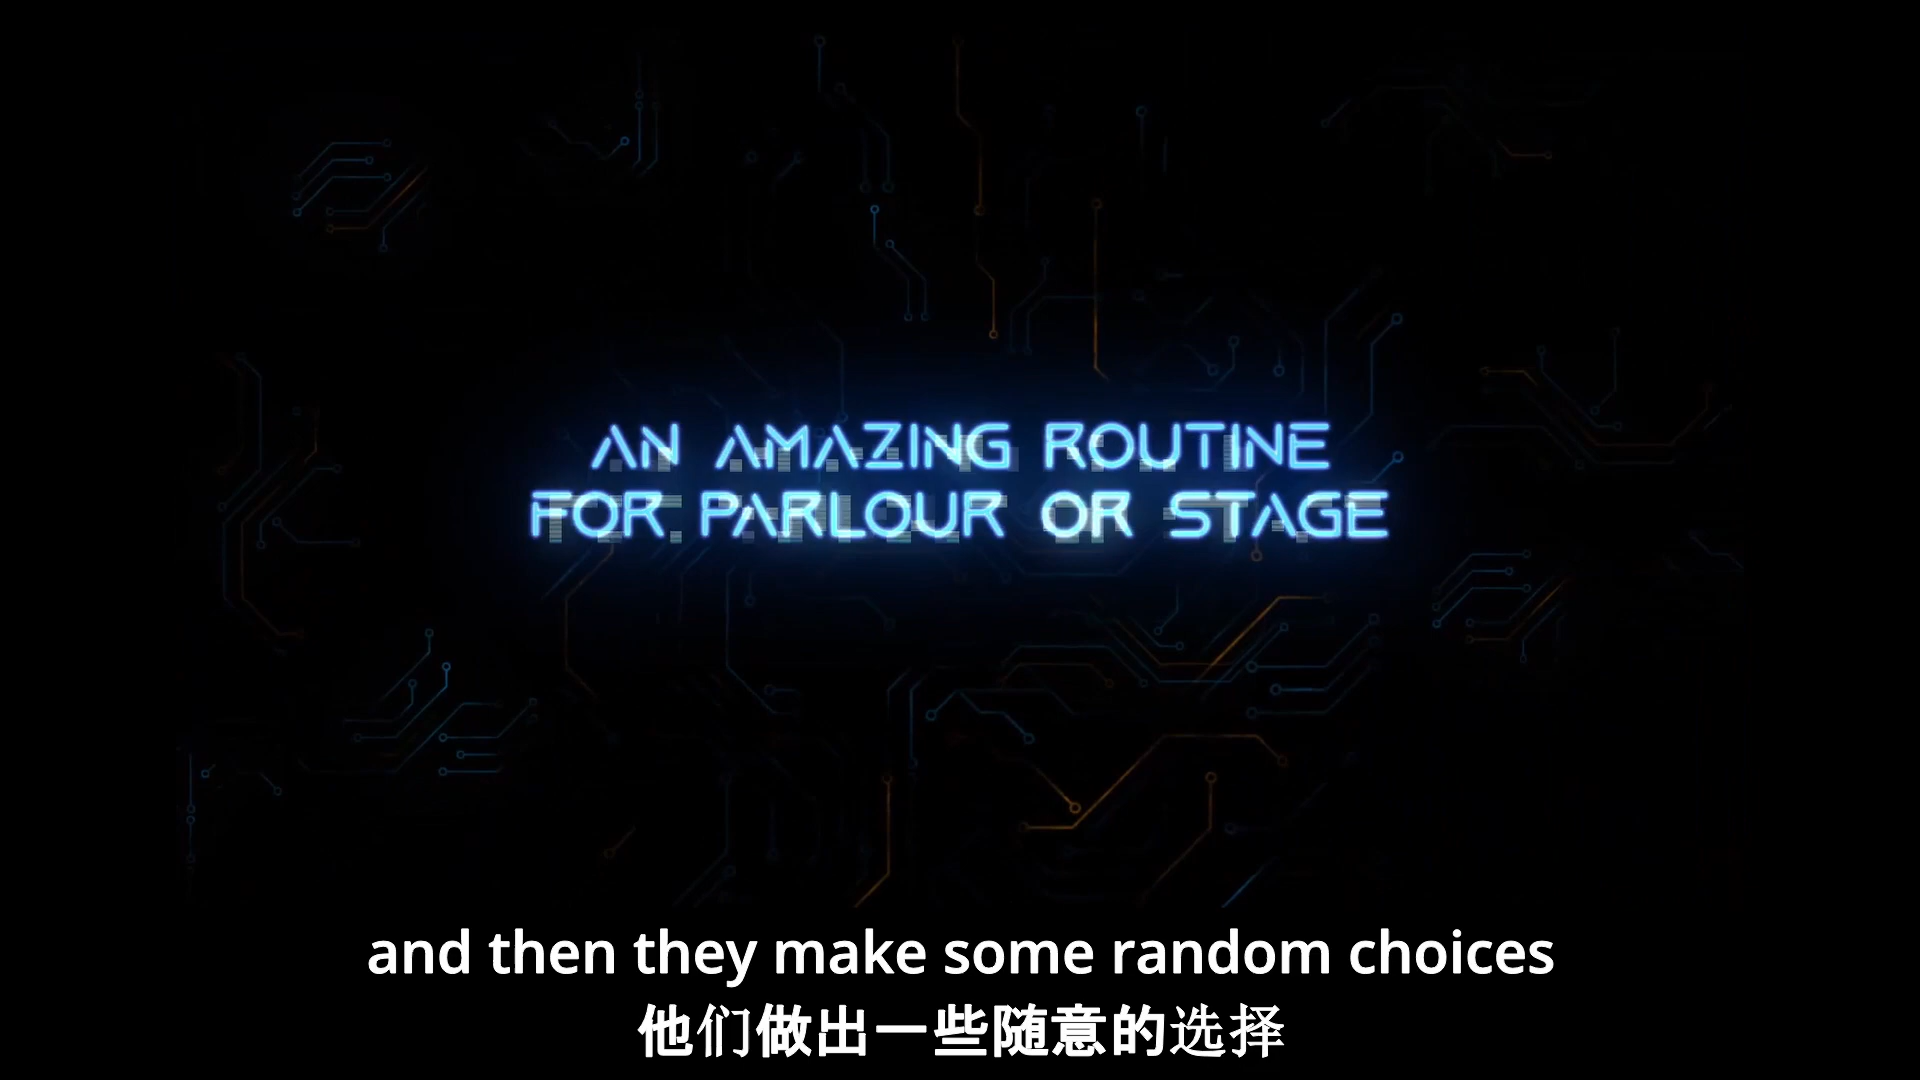 AN AMAZING ROUTINE
FOR PARLOUR OR STAGE
and then they make some random choices
他们做出一些随意的选择